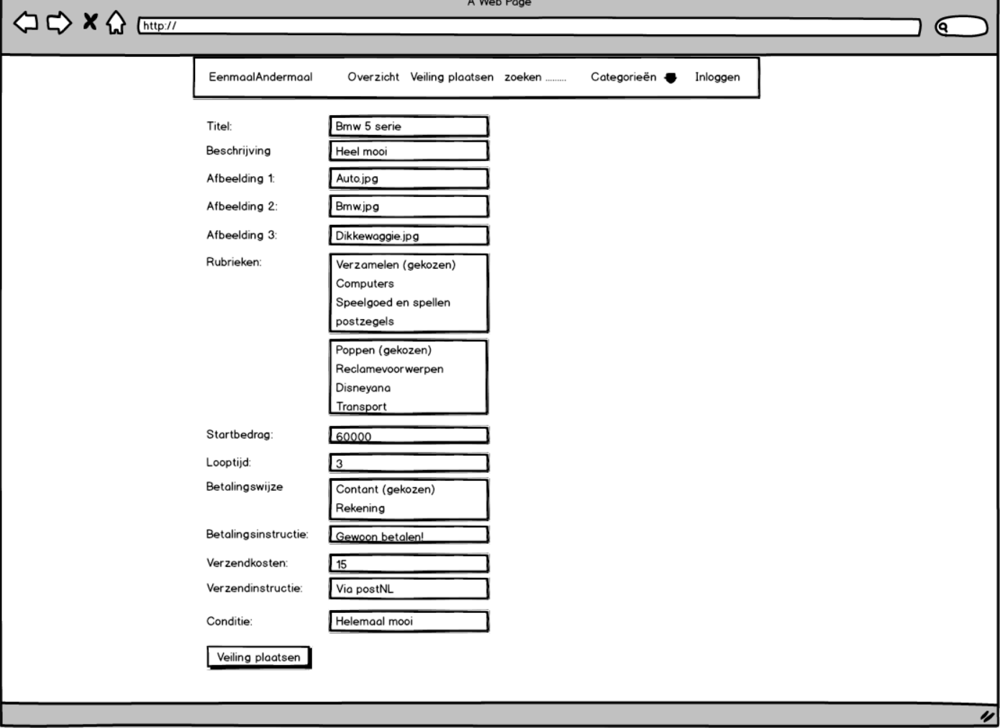 A Web Page
http://
EenmaalAndermaal Overzicht Veiling plaatsen zoeken ......... Categorieën Inloggen
Titel: Bmw 5 serie
Beschrijving Heel mooi
Afbeelding 1: Auto.jpg
Afbeelding 2: Bmw.jpg
Afbeelding 3: Dikkewaggie.jpg
Rubrieken: Verzamelen (gekozen)
Computers
Speelgoed en spellen
postzegels
Poppen (gekozen)
Reclamevoorwerpen
Disneyana
Transport
Startbedrag: 60000
Looptijd: 3
Betalingswijze Contant (gekozen)
Rekening
Betalingsinstructie: Gewoon betalen!
Verzendkosten: 15
Verzendinstructie: Via postNL
Conditie: Helemaal mooi
Veiling plaatsen